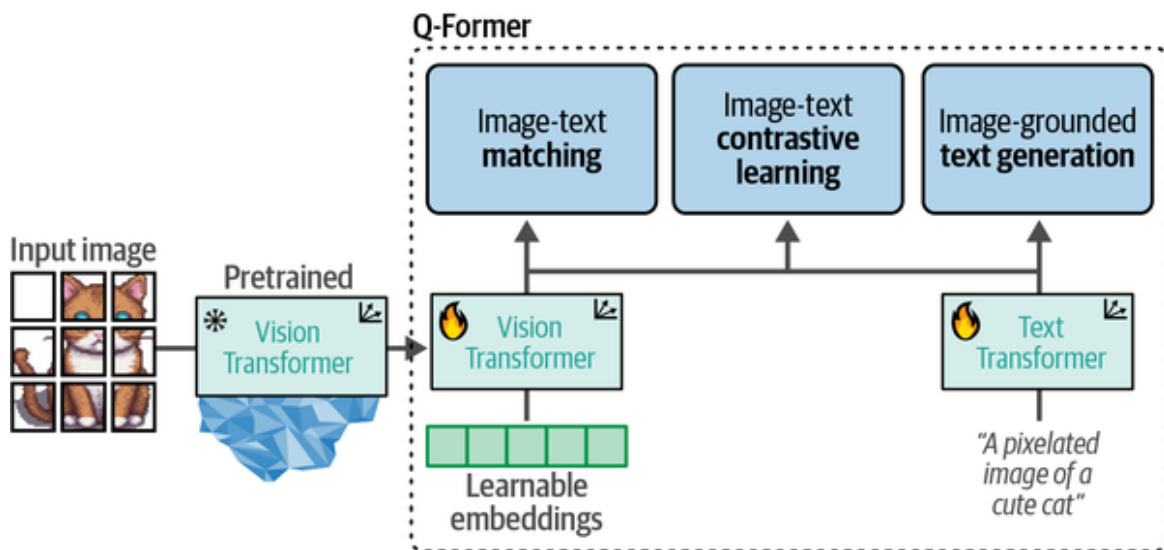 Q-Former
Image-text
matching
Image-text
contrastive
learning
Image-grounded
text generation
Input image
Pretrained
Vision
Transformer
Vision
Transformer
Text
Transformer
Learnable
embeddings
"A pixelated
image of a
cute cat"